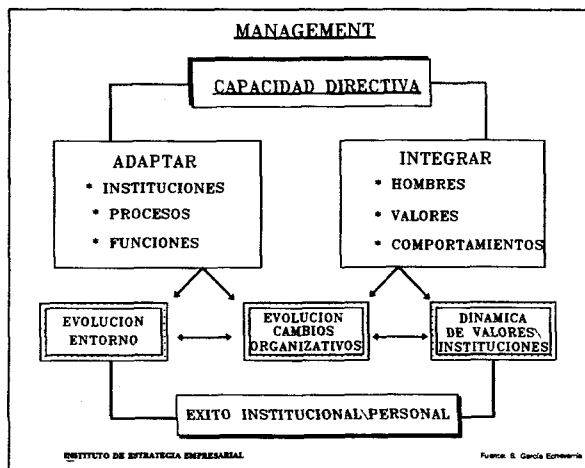 MANAGEMENT
CAPACIDAD DIRECTIVA
ADAPTAR
* INSTITUCIONES
* PROCESOS
* FUNCIONES
INTEGRAR
* HOMBRES
* VALORES
* COMPORTAMIENTOS
EVOLUCION
ENTORNO
EVOLUCION
CAMBIOS
ORGANIZATIVOS
DINAMICA
DE VALORES\
INSTITUCIONES
EXITO INSTITUCIONAL\PERSONAL
INSTITUTO DE ESTRATEGIA EMPRESARIAL
Fuente: S. García Echevarría